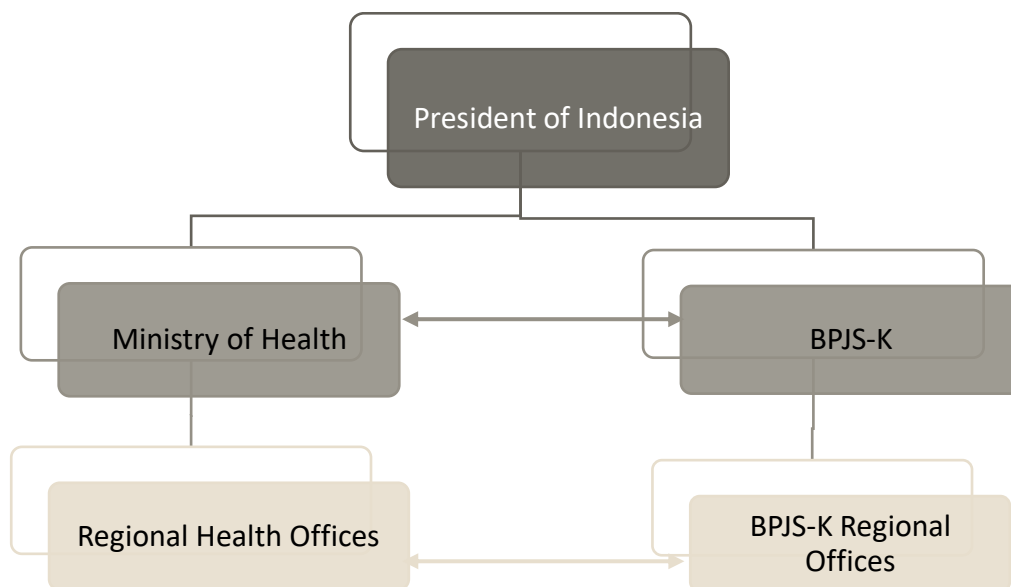 President of Indonesia
Ministry of Health
BPJS-K
Regional Health Offices
BPJS-K Regional
Offices